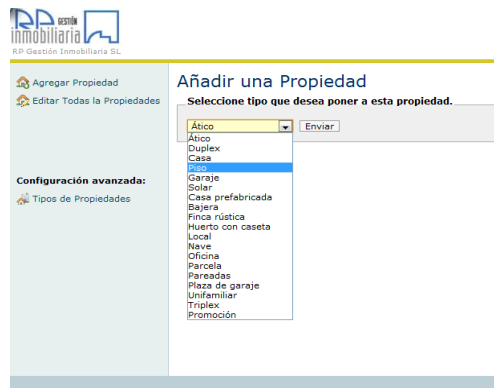 RP GESTIÓN
inmobiliaria
RP Gestión Inmobiliaria SL
Agregar Propiedad
Editar Todas la Propiedades
Configuración avanzada:
Tipos de Propiedades
Añadir una Propiedad
Seleccione tipo que desea poner a esta propiedad.
Ático Enviar
Ático
Duplex
Casa
Piso
Garaje
Solar
Casa prefabricada
Bajera
Finca rústica
Huerto con caseta
Local
Nave
Oficina
Parcela
Pareadas
Plaza de garaje
Unifamiliar
Triplex
Promoción